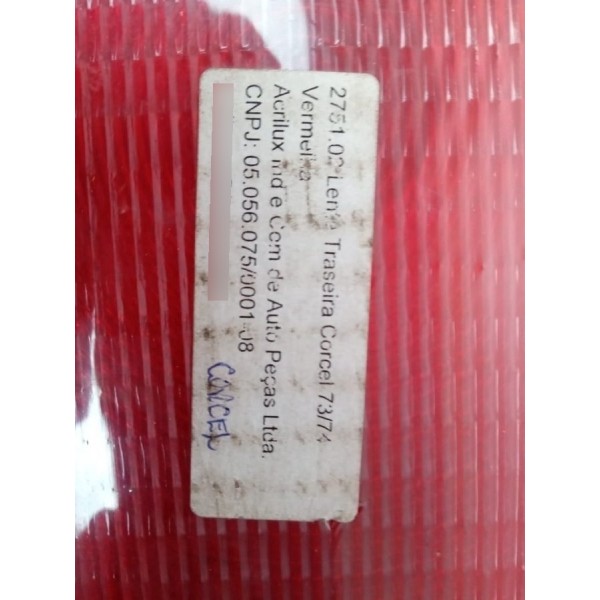 2751.02 Lente Traseira Corcel 73/74
Vermelha
Acrilux Ind e Com de Auto Peças Ltda.
CNPJ: 05.056.075/0001-08
CORCEL